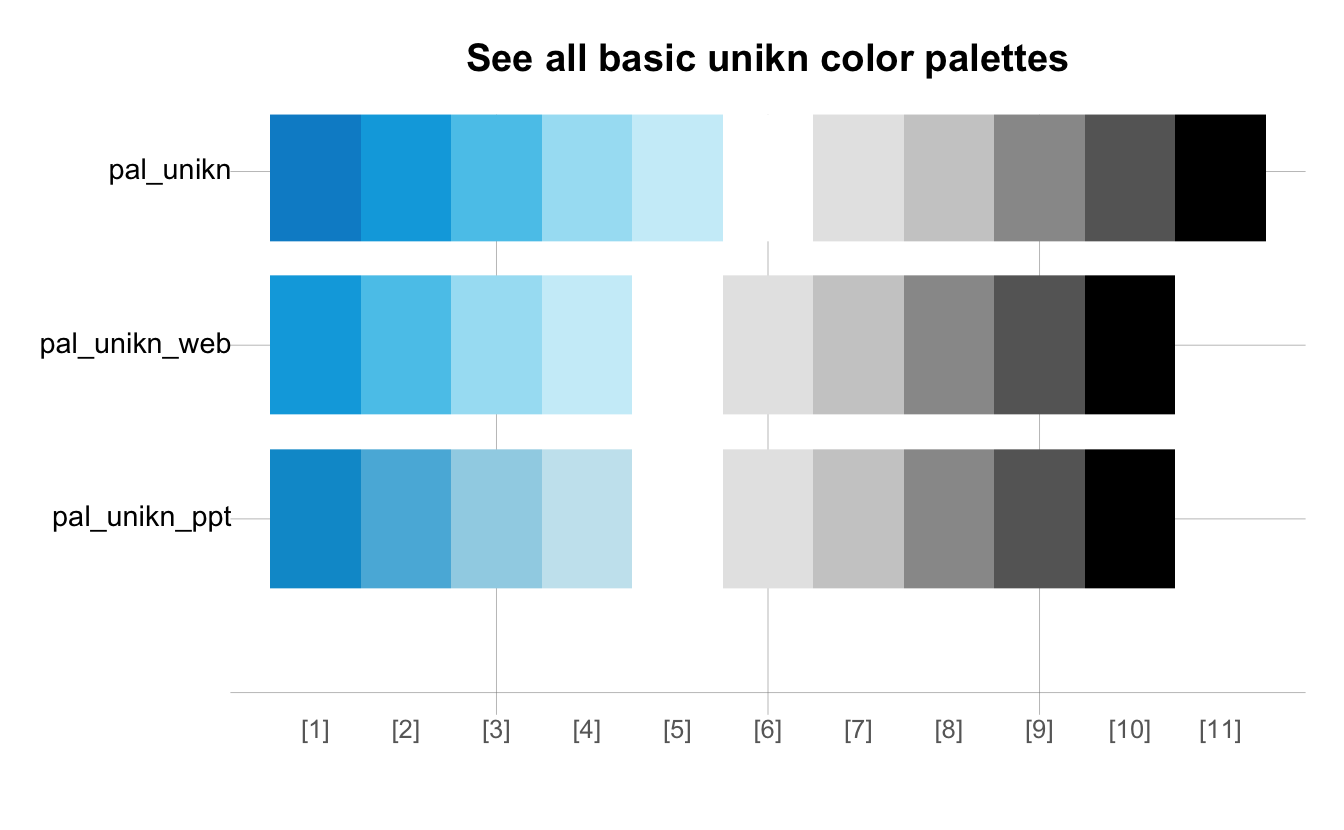 See all basic unikn color palettes
pal_unikn
pal_unikn_web
pal_unikn_ppt
[1] [2] [3] [4] [5] [6] [7] [8] [9] [10] [11]